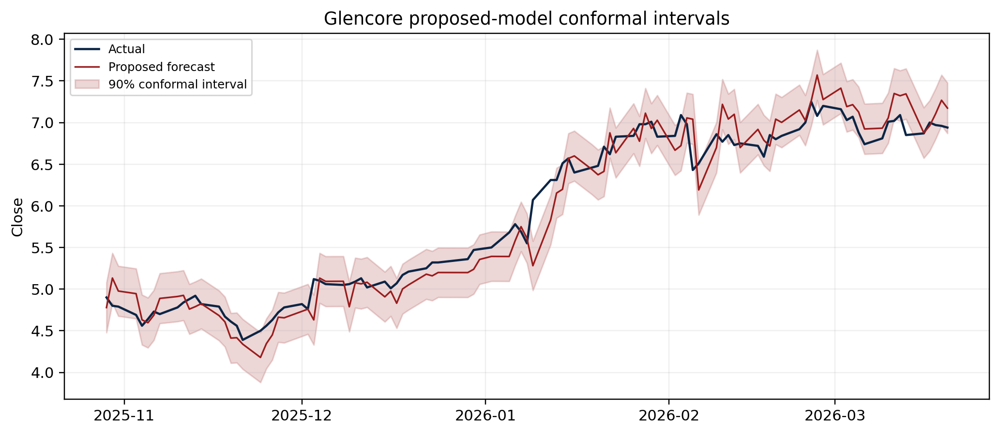 Glencore proposed-model conformal intervals
Actual
Proposed forecast
90% conformal interval
Close
8.0
7.5
7.0
6.5
6.0
5.5
5.0
4.5
4.0
2025-11
2025-12
2026-01
2026-02
2026-03